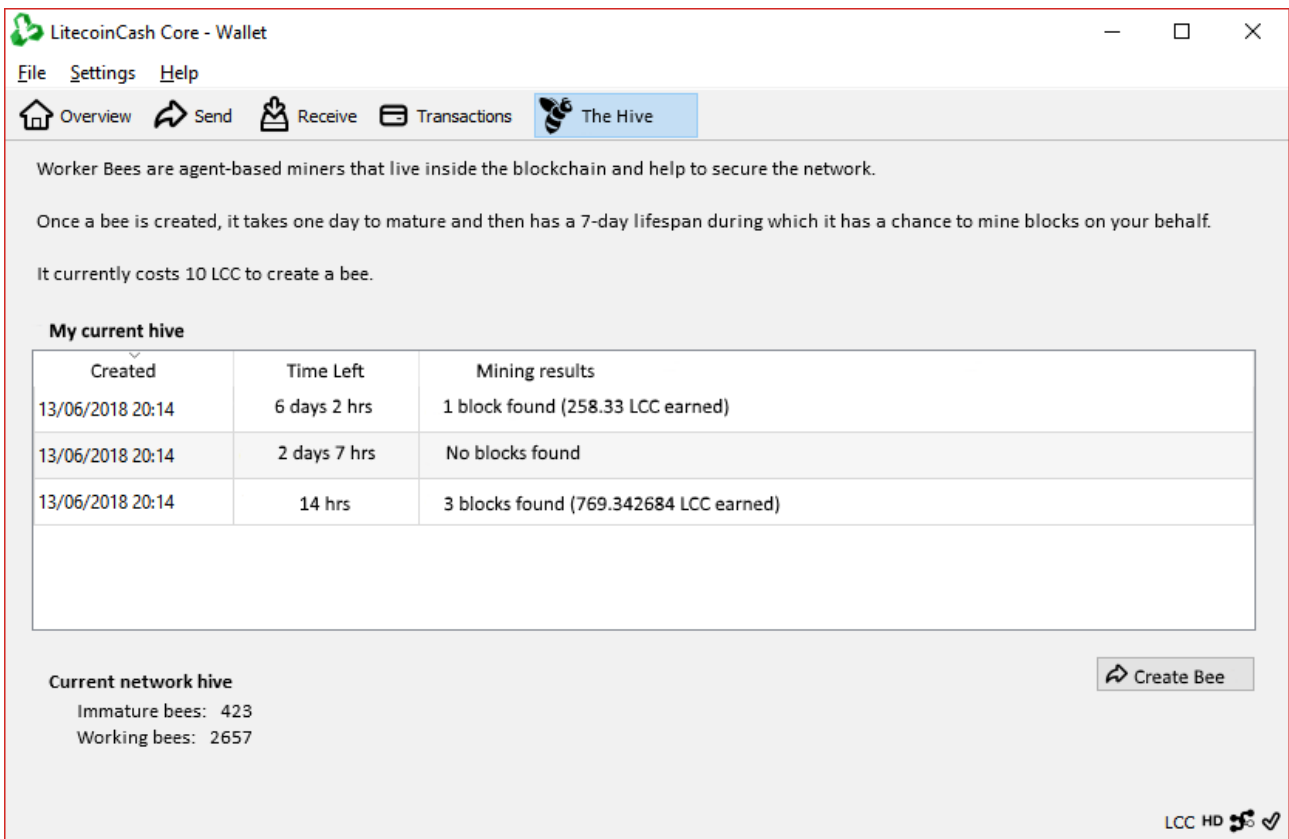 LitecoinCash Core - Wallet
File Settings Help
Overview Send Receive Transactions The Hive
Worker Bees are agent-based miners that live inside the blockchain and help to secure the network.
Once a bee is created, it takes one day to mature and then has a 7-day lifespan during which it has a chance to mine blocks on your behalf.
It currently costs 10 LCC to create a bee.
My current hive
Created Time Left Mining results
13/06/2018 20:14 6 days 2 hrs 1 block found (258.33 LCC earned)
13/06/2018 20:14 2 days 7 hrs No blocks found
13/06/2018 20:14 14 hrs 3 blocks found (769.342684 LCC earned)
Create Bee
Current network hive
Immature bees: 423
Working bees: 2657
LCC HD